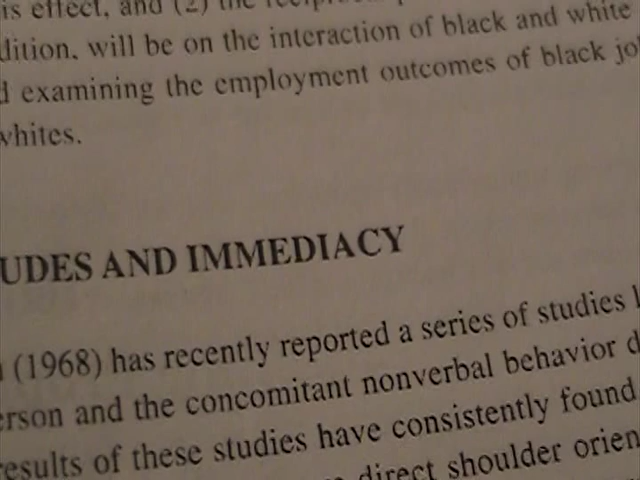 is effect, and (2) the
dition, will be on the interaction of black and white
d examining the employment outcomes of black jo
whites.
UDES AND IMMEDIACY
(1968) has recently reported a series of studies
erson and the concomitant nonverbal behavior d
results of these studies have consistently found
direct shoulder orien